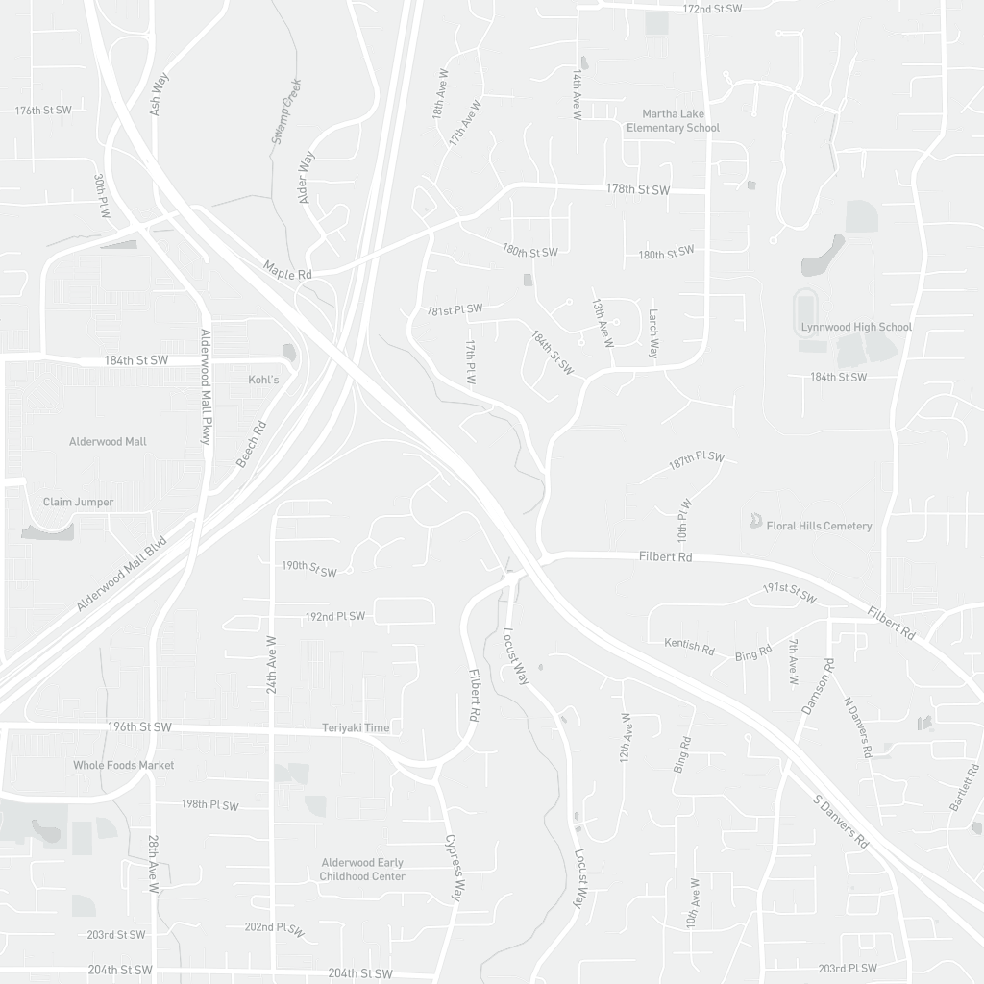 172nd St SW
176th St SW
Ash Way
Swamp Creek
18th Ave W
17th Ave W
14th Ave W
Martha Lake
Elementary School
30th Pl W
Alder Way
178th St SW
Maple Rd
180th St SW
180th St SW
181st Pl SW
13th Ave W
Larch Way
Lynnwood High School
184th St SW
Alderwood Mall Pkwy
Kohl's
17th Pl W
184th St SW
184th St SW
Beech Rd
Alderwood Mall
187th Pl SW
Claim Jumper
10th Pl W
Floral Hills Cemetery
Alderwood Mall Blvd
190th St SW
Filbert Rd
191st St SW
192nd Pl SW
Filbert Rd
24th Ave W
Locust Way
Kentish Rd
Bing Rd
7th Ave W
Damson Rd
Filbert Rd
196th St SW
Teriyaki Time
12th Ave W
Bing Rd
N Danvers Rd
Whole Foods Market
Bartlett Rd
198th Pl SW
S Danvers Rd
28th Ave W
Alderwood Early
Childhood Center
Cypress Way
Locust Way
10th Ave W
203rd St SW
202nd Pl SW
204th St SW
204th St SW
203rd Pl SW